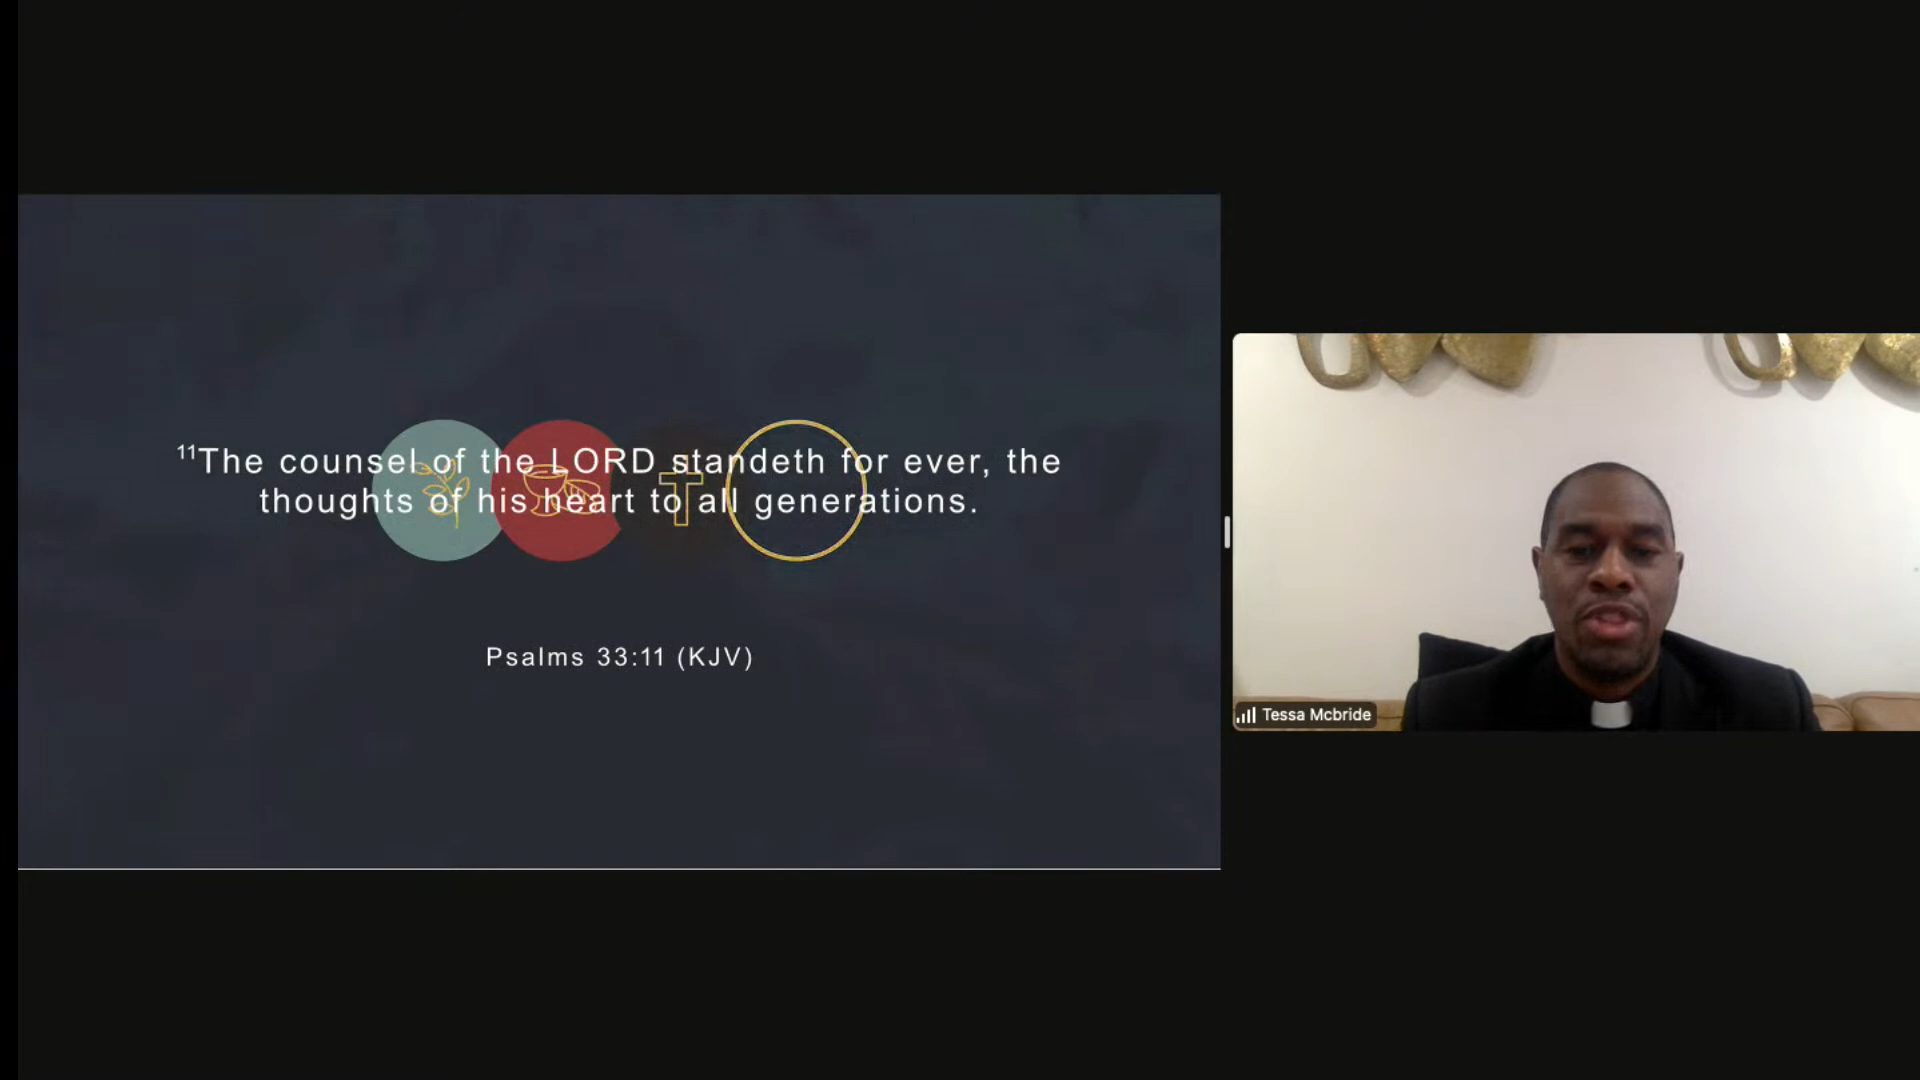 ¹¹The counsel of the LORD standeth for ever, the
thoughts of his heart to all generations.
Psalms 33:11 (KJV)
Tessa Mcbride